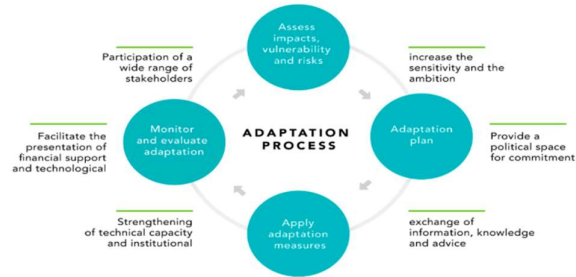 Assess
impacts,
vulnerability
and risks
Participation of a
wide range of
stakeholders
increase the
sensitivity and the
ambition
Facilitate the
presentation of
financial support
and technological
Monitor
and evaluate
adaptation
ADAPTATION
PROCESS
Adaptation
plan
Provide a
political space
for commitment
Strengthening
of technical capacity
and institutional
Apply
adaptation
measures
exchange of
information, knowledge
and advice